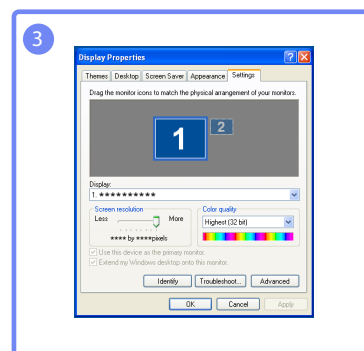 3
Display Properties
Themes Desktop Screen Saver Appearance Settings
Drag the monitor icons to match the physical arrangement of your monitors.
1 2
Display:
1. **********
Screen resolution
Less More
**** by ****pixels
Color quality
Highest (32 bit)
Use this device as the primary monitor.
Extend my Windows desktop onto this monitor.
Identify Troubleshoot... Advanced
OK Cancel Apply